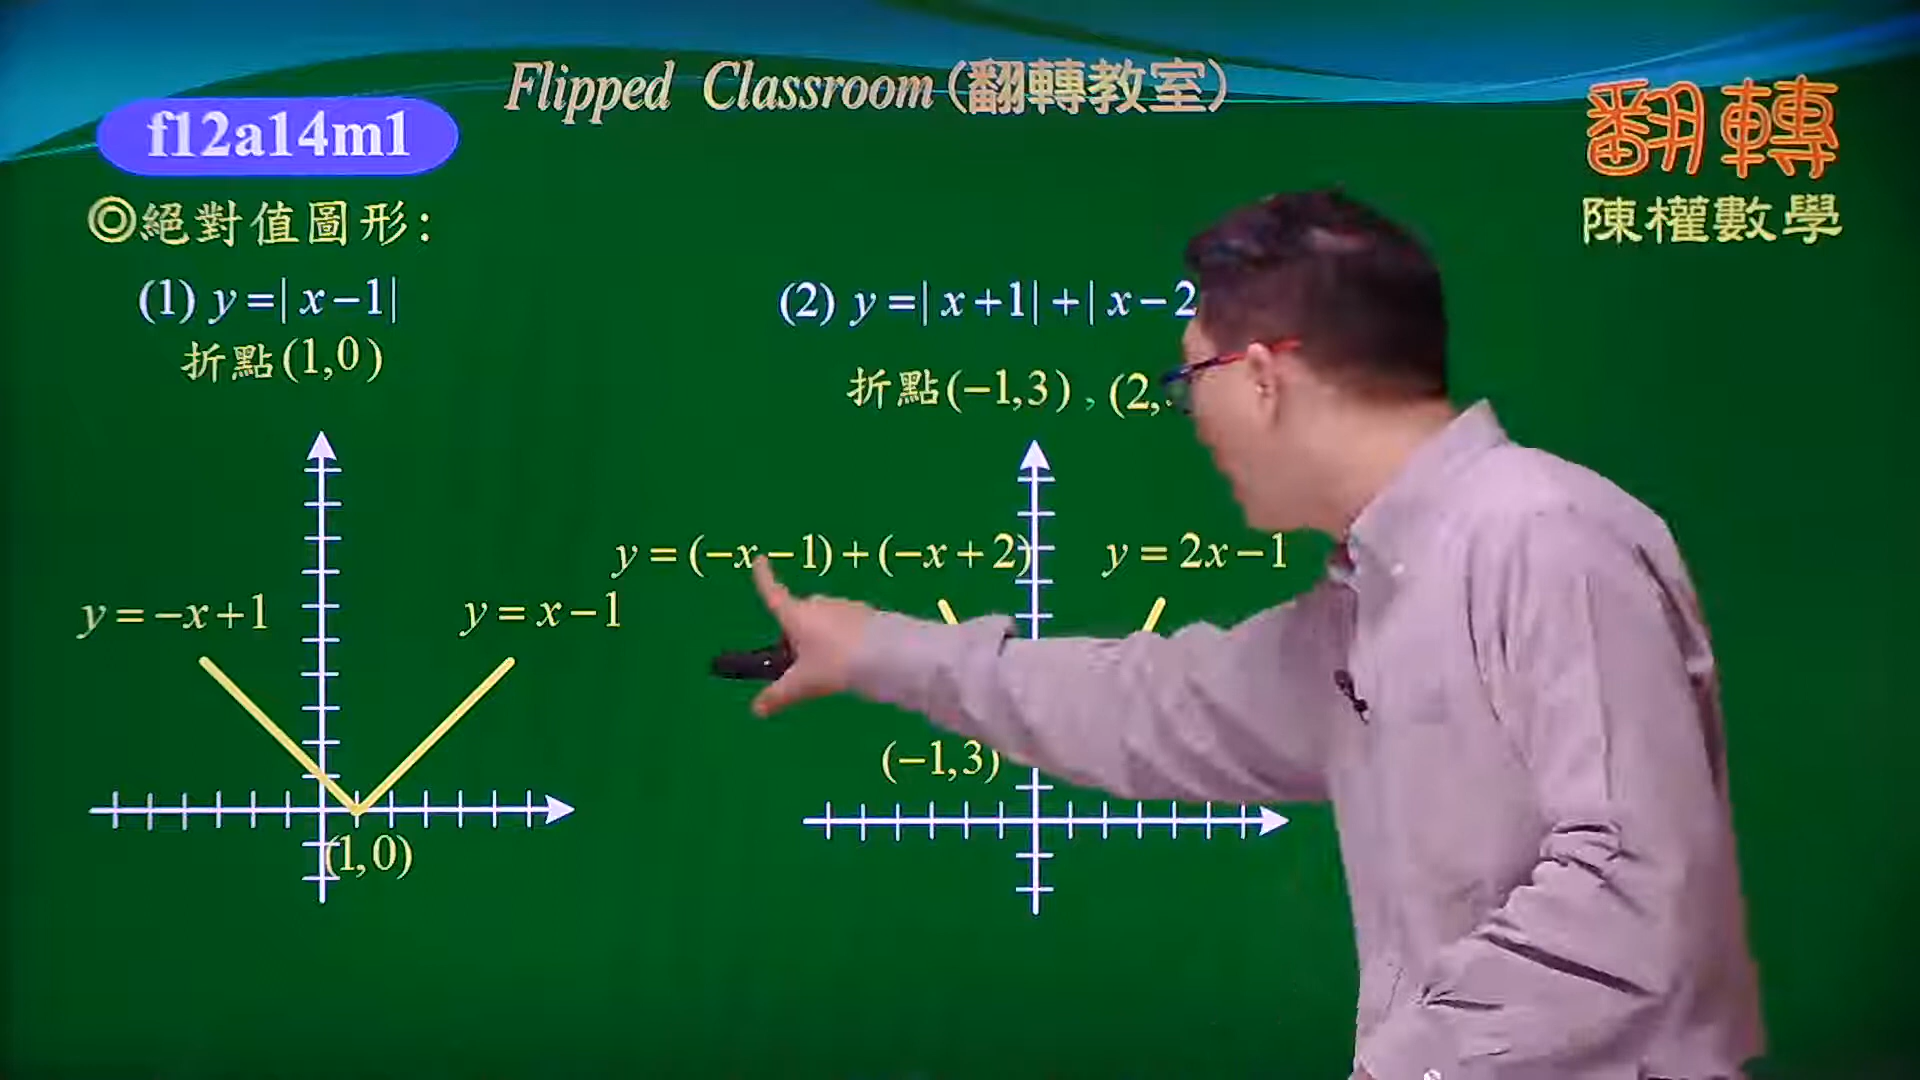 Flipped Classroom(翻轉教室)
f12a14m1
翻轉
陳權數學
◎絕對值圖形:
(1) y=|x−1|
折點(1,0)
(2) y=|x+1|+|x−2
折點(−1,3),(2,
y=−x+1
y=x−1
(1,0)
y=(−x−1)+(−x+2)
y=2x−1
(−1,3)